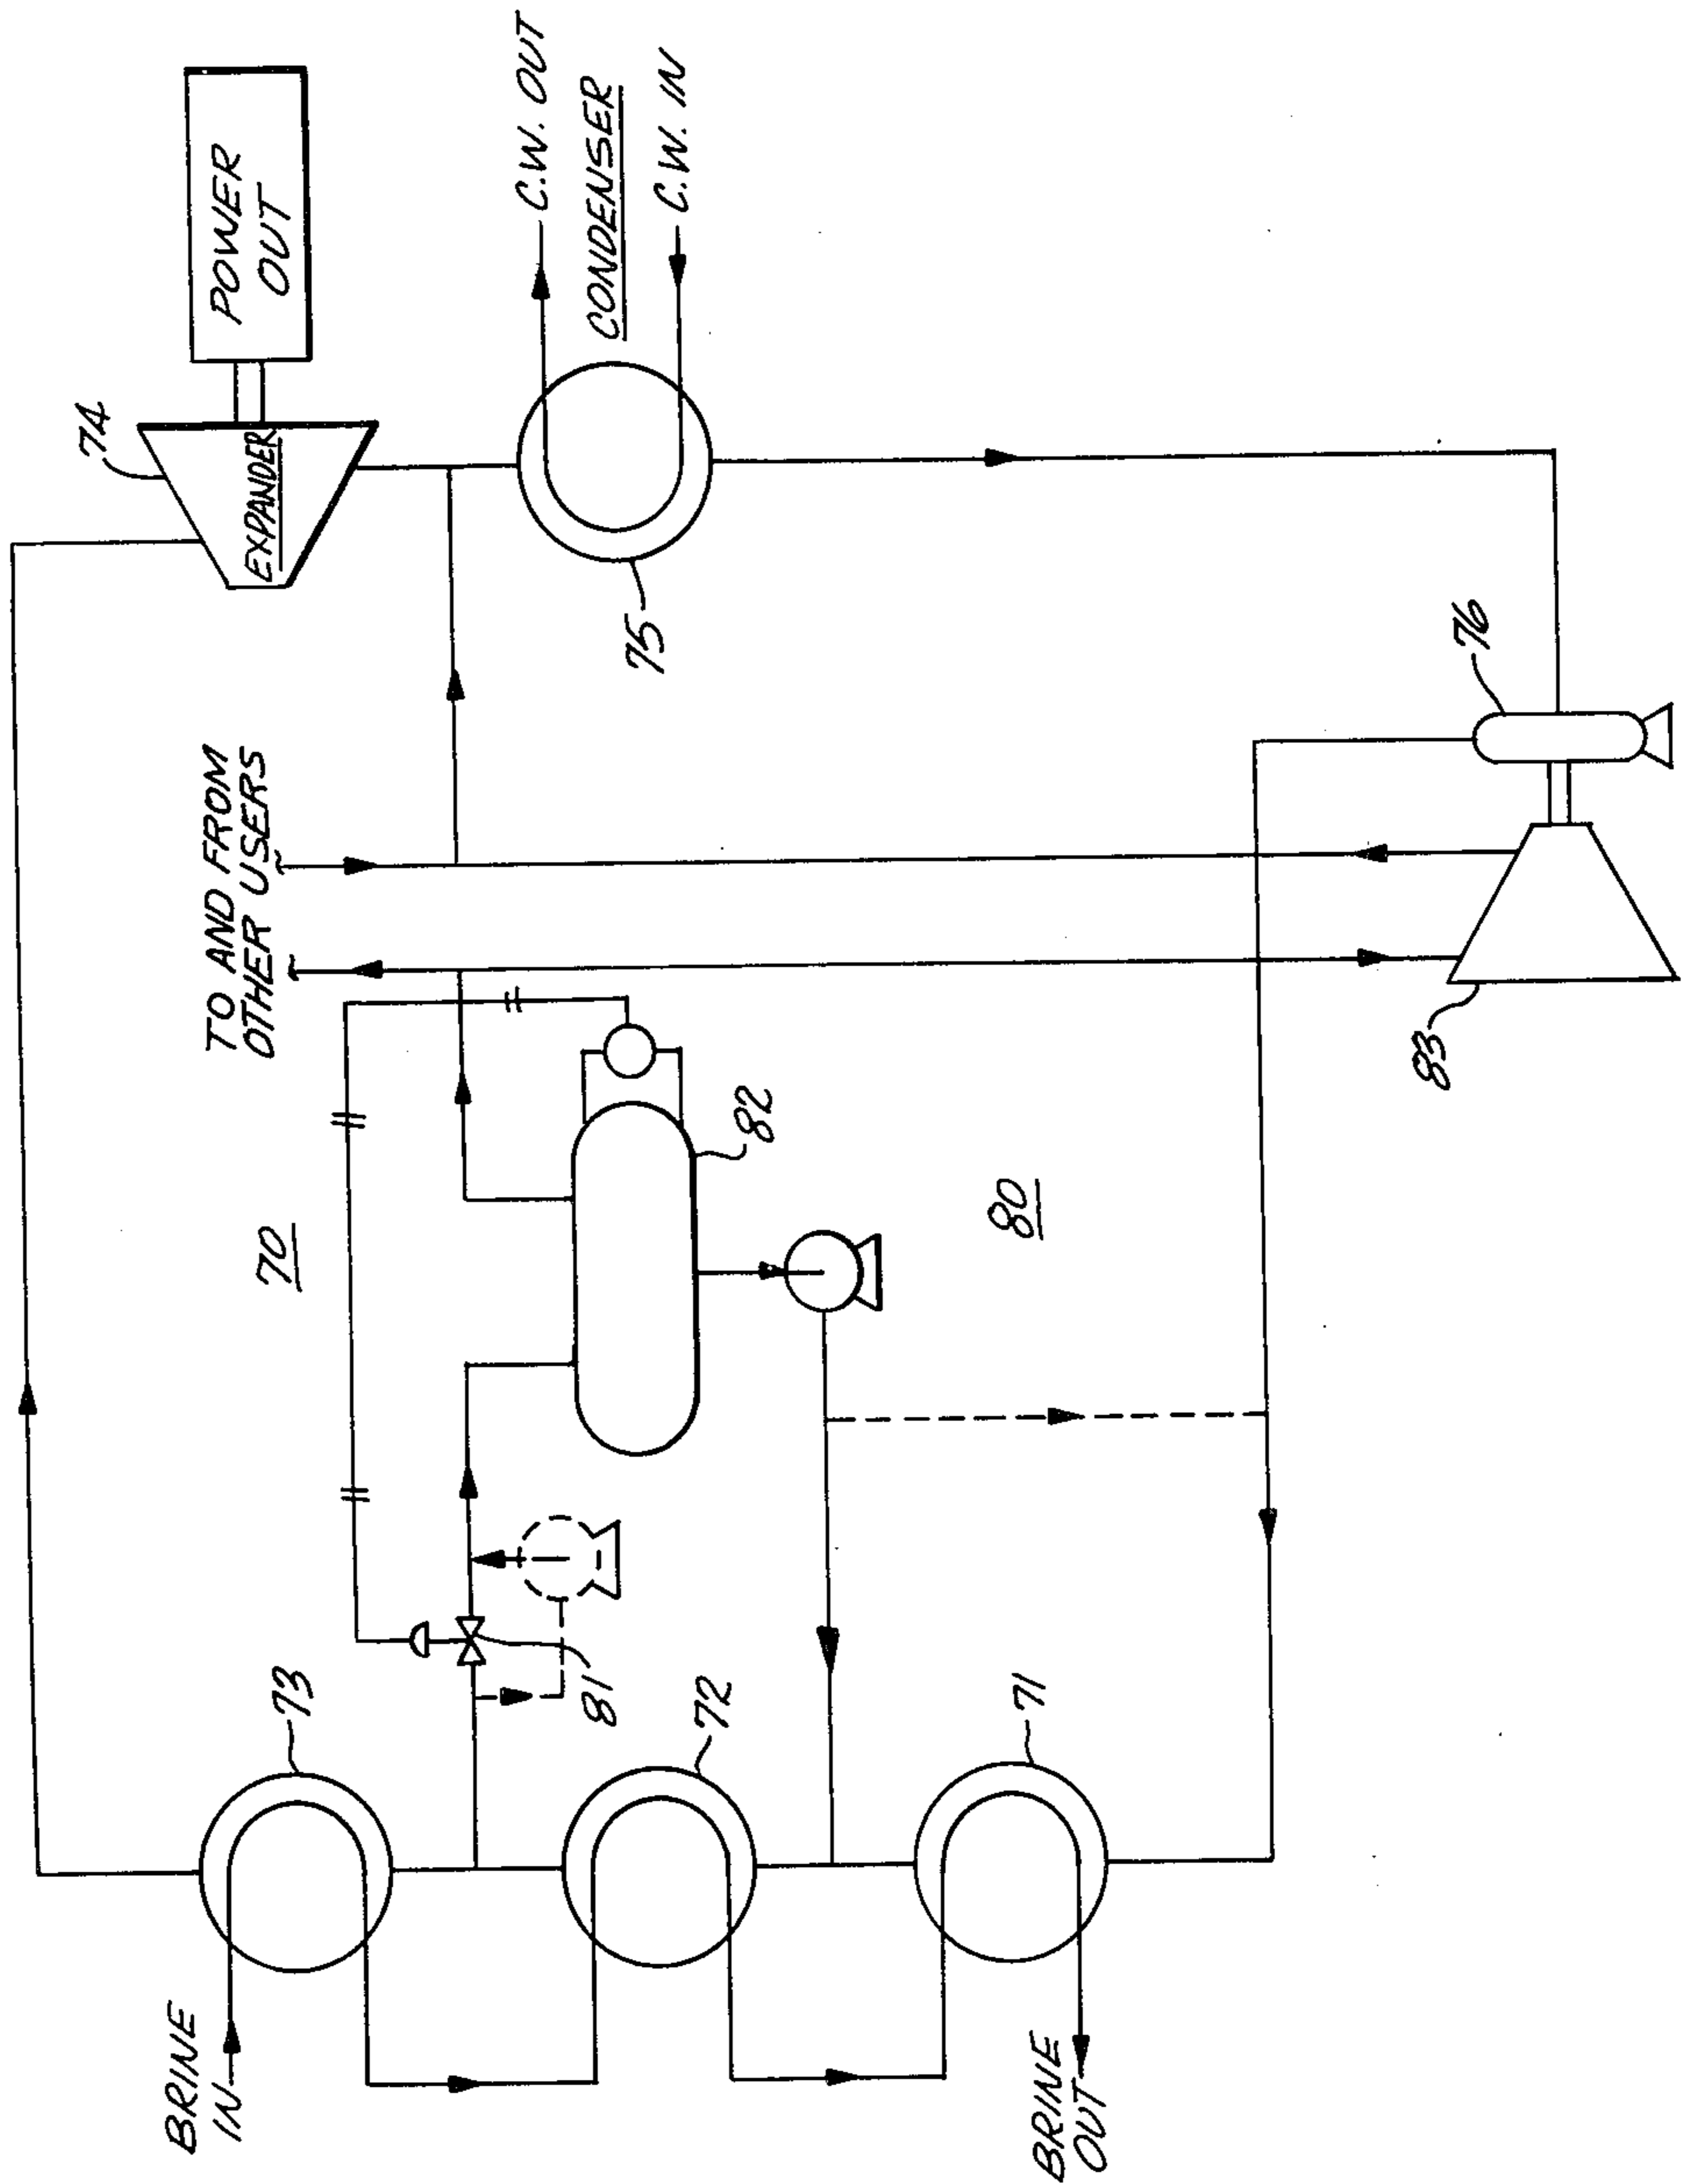 POWER
OUT
74
EXPANDER
C.W. OUT
CONDENSER
C.W. IN
75
TO AND FROM
OTHER USERS
76
83
70
82
80
73
81
72
71
BRINE
IN
BRINE
OUT